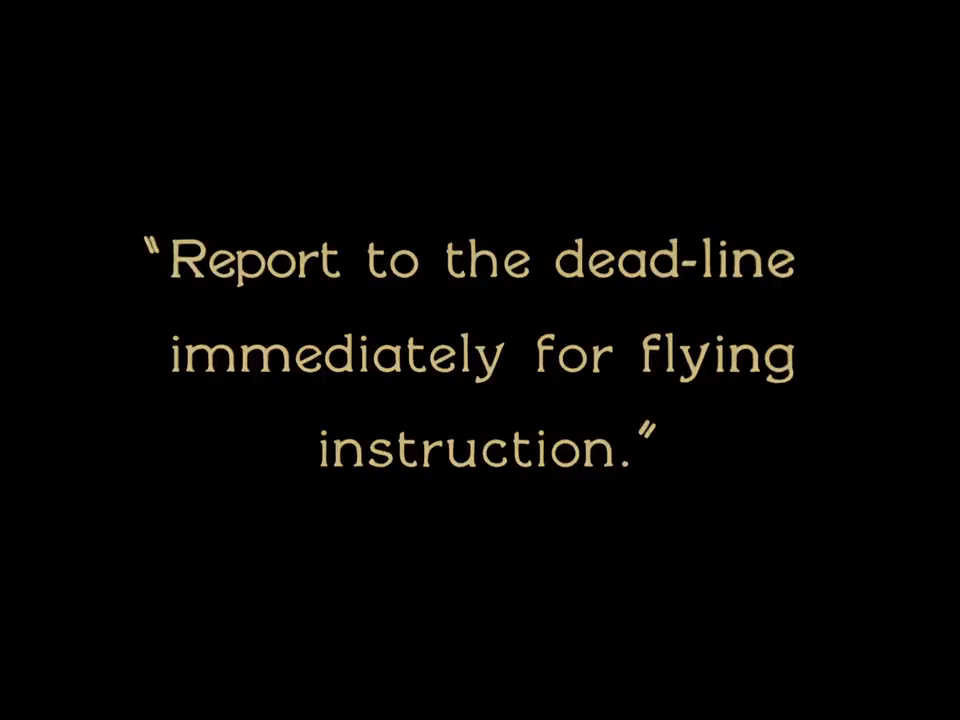 "Report to the dead-line
immediately for flying
instruction."